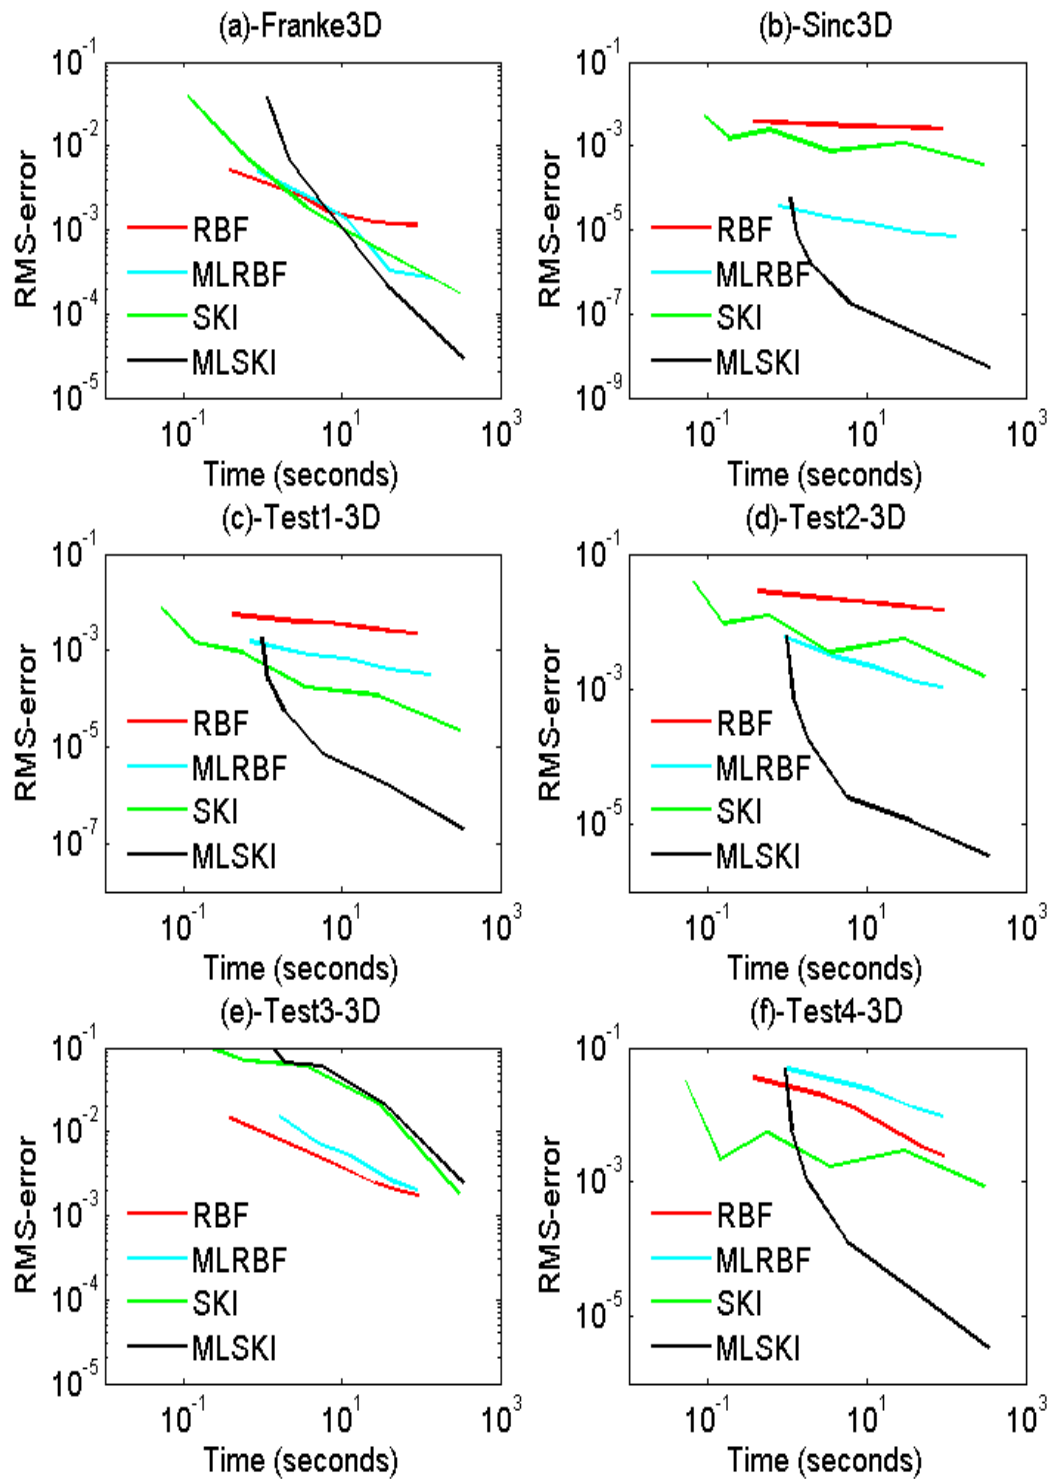 (a)-Franke3D
RMS-error
10^-1
10^-2
10^-3
10^-4
10^-5
RBF
MLRBF
SKI
MLSKI
10^-1
10^1
10^3
Time (seconds)
(b)-Sinc3D
RMS-error
10^-1
10^-3
10^-5
10^-7
10^-9
RBF
MLRBF
SKI
MLSKI
10^-1
10^1
10^3
Time (seconds)
(c)-Test1-3D
RMS-error
10^-1
10^-3
10^-5
10^-7
RBF
MLRBF
SKI
MLSKI
10^-1
10^1
10^3
Time (seconds)
(d)-Test2-3D
RMS-error
10^-1
10^-3
10^-5
RBF
MLRBF
SKI
MLSKI
10^-1
10^1
10^3
Time (seconds)
(e)-Test3-3D
RMS-error
10^-1
10^-2
10^-3
10^-4
10^-5
RBF
MLRBF
SKI
MLSKI
10^-1
10^1
10^3
Time (seconds)
(f)-Test4-3D
RMS-error
10^-1
10^-3
10^-5
RBF
MLRBF
SKI
MLSKI
10^-1
10^1
10^3
Time (seconds)